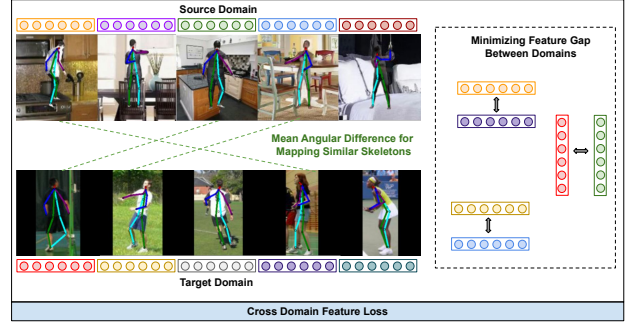 Source Domain
Minimizing Feature Gap
Between Domains
Mean Angular Difference for
Mapping Similar Skeletons
Target Domain
Cross Domain Feature Loss